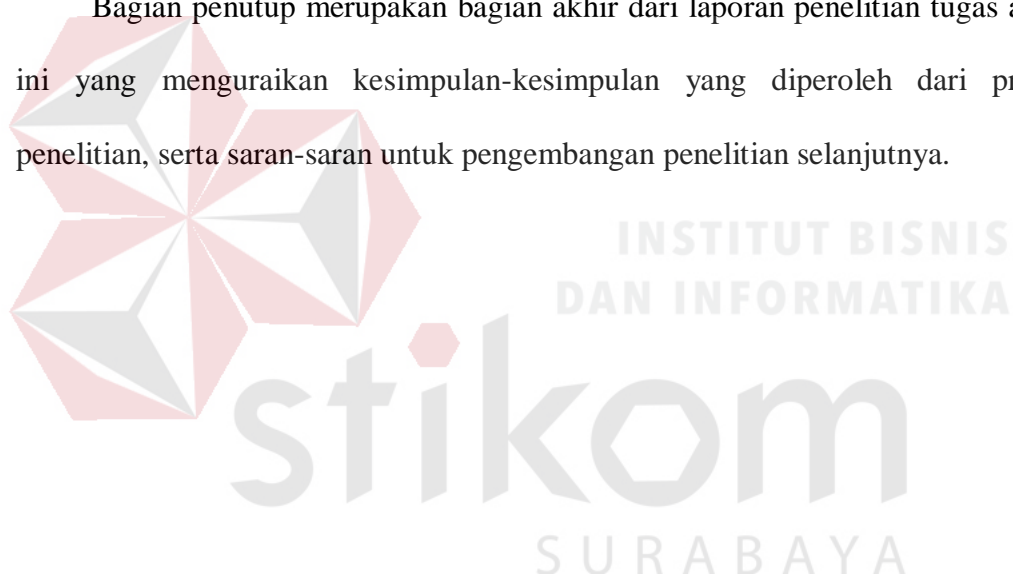 Bagian penutup merupakan bagian akhir dari laporan penelitian tugas
ini yang menguraikan kesimpulan-kesimpulan yang diperoleh dari
penelitian, serta saran-saran untuk pengembangan penelitian selanjutnya.
INSTITUT BISNIS
DAN INFORMATIKA
stikom
SURABAYA